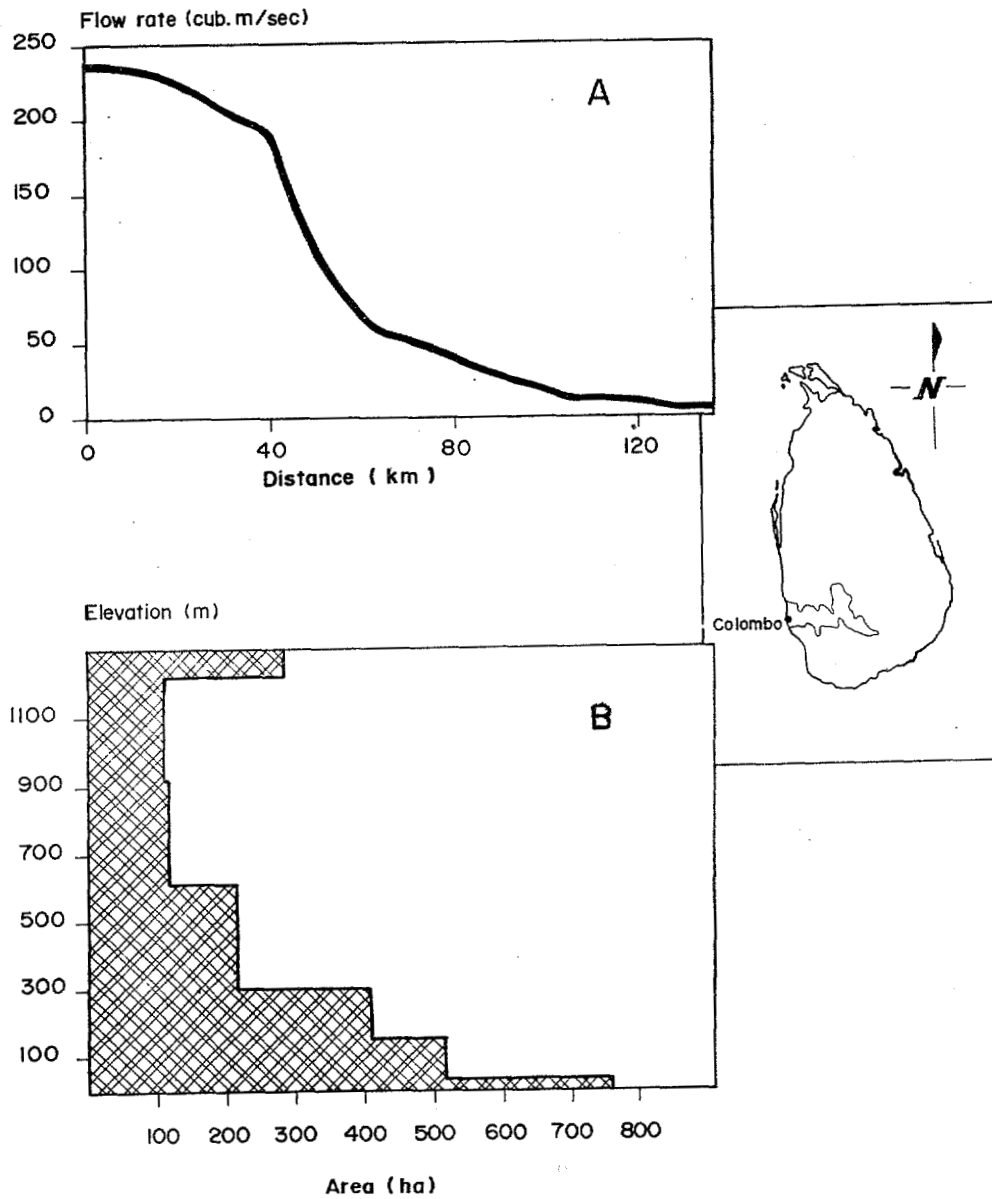 Flow rate (cub. m/sec)
250
200
150
100
50
0
A
0 40 80 120
Distance ( km )
N
Colombo
Elevation (m)
1100
900
700
500
300
100
B
100 200 300 400 500 600 700 800
Area (ha)